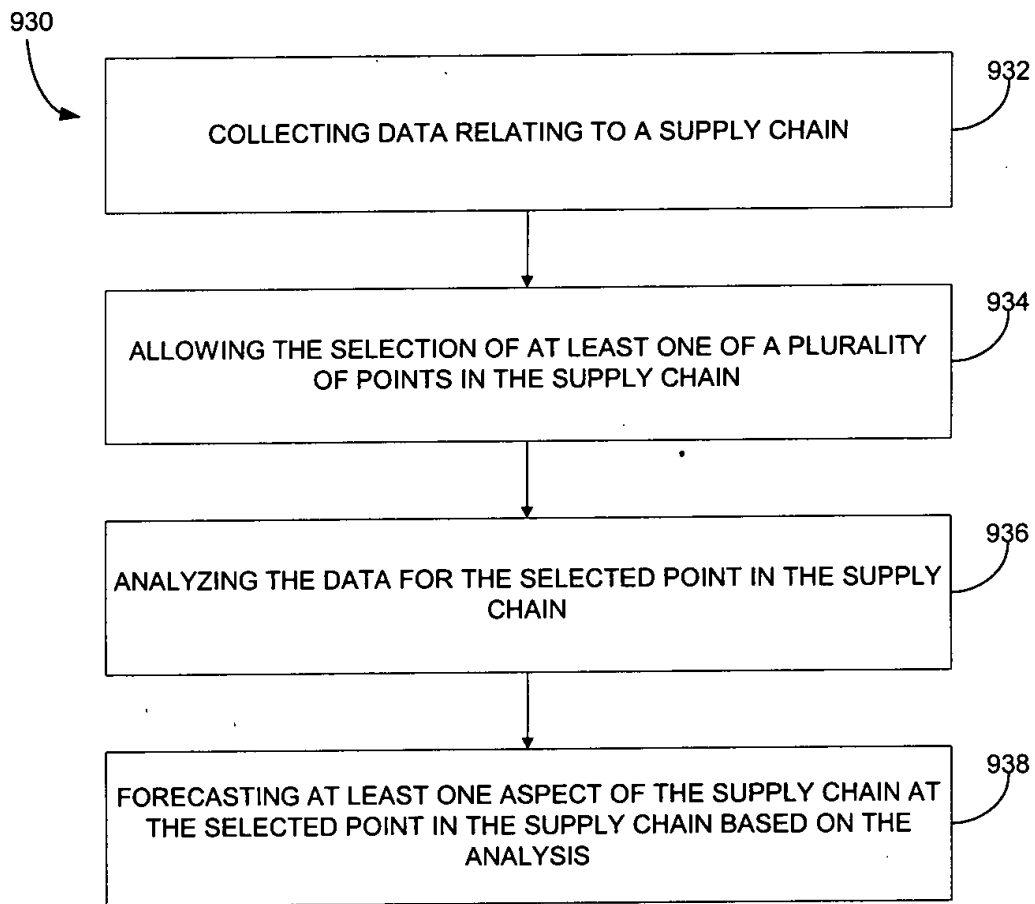 930
932
COLLECTING DATA RELATING TO A SUPPLY CHAIN
934
ALLOWING THE SELECTION OF AT LEAST ONE OF A PLURALITY
OF POINTS IN THE SUPPLY CHAIN
936
ANALYZING THE DATA FOR THE SELECTED POINT IN THE SUPPLY
CHAIN
938
FORECASTING AT LEAST ONE ASPECT OF THE SUPPLY CHAIN AT
THE SELECTED POINT IN THE SUPPLY CHAIN BASED ON THE
ANALYSIS